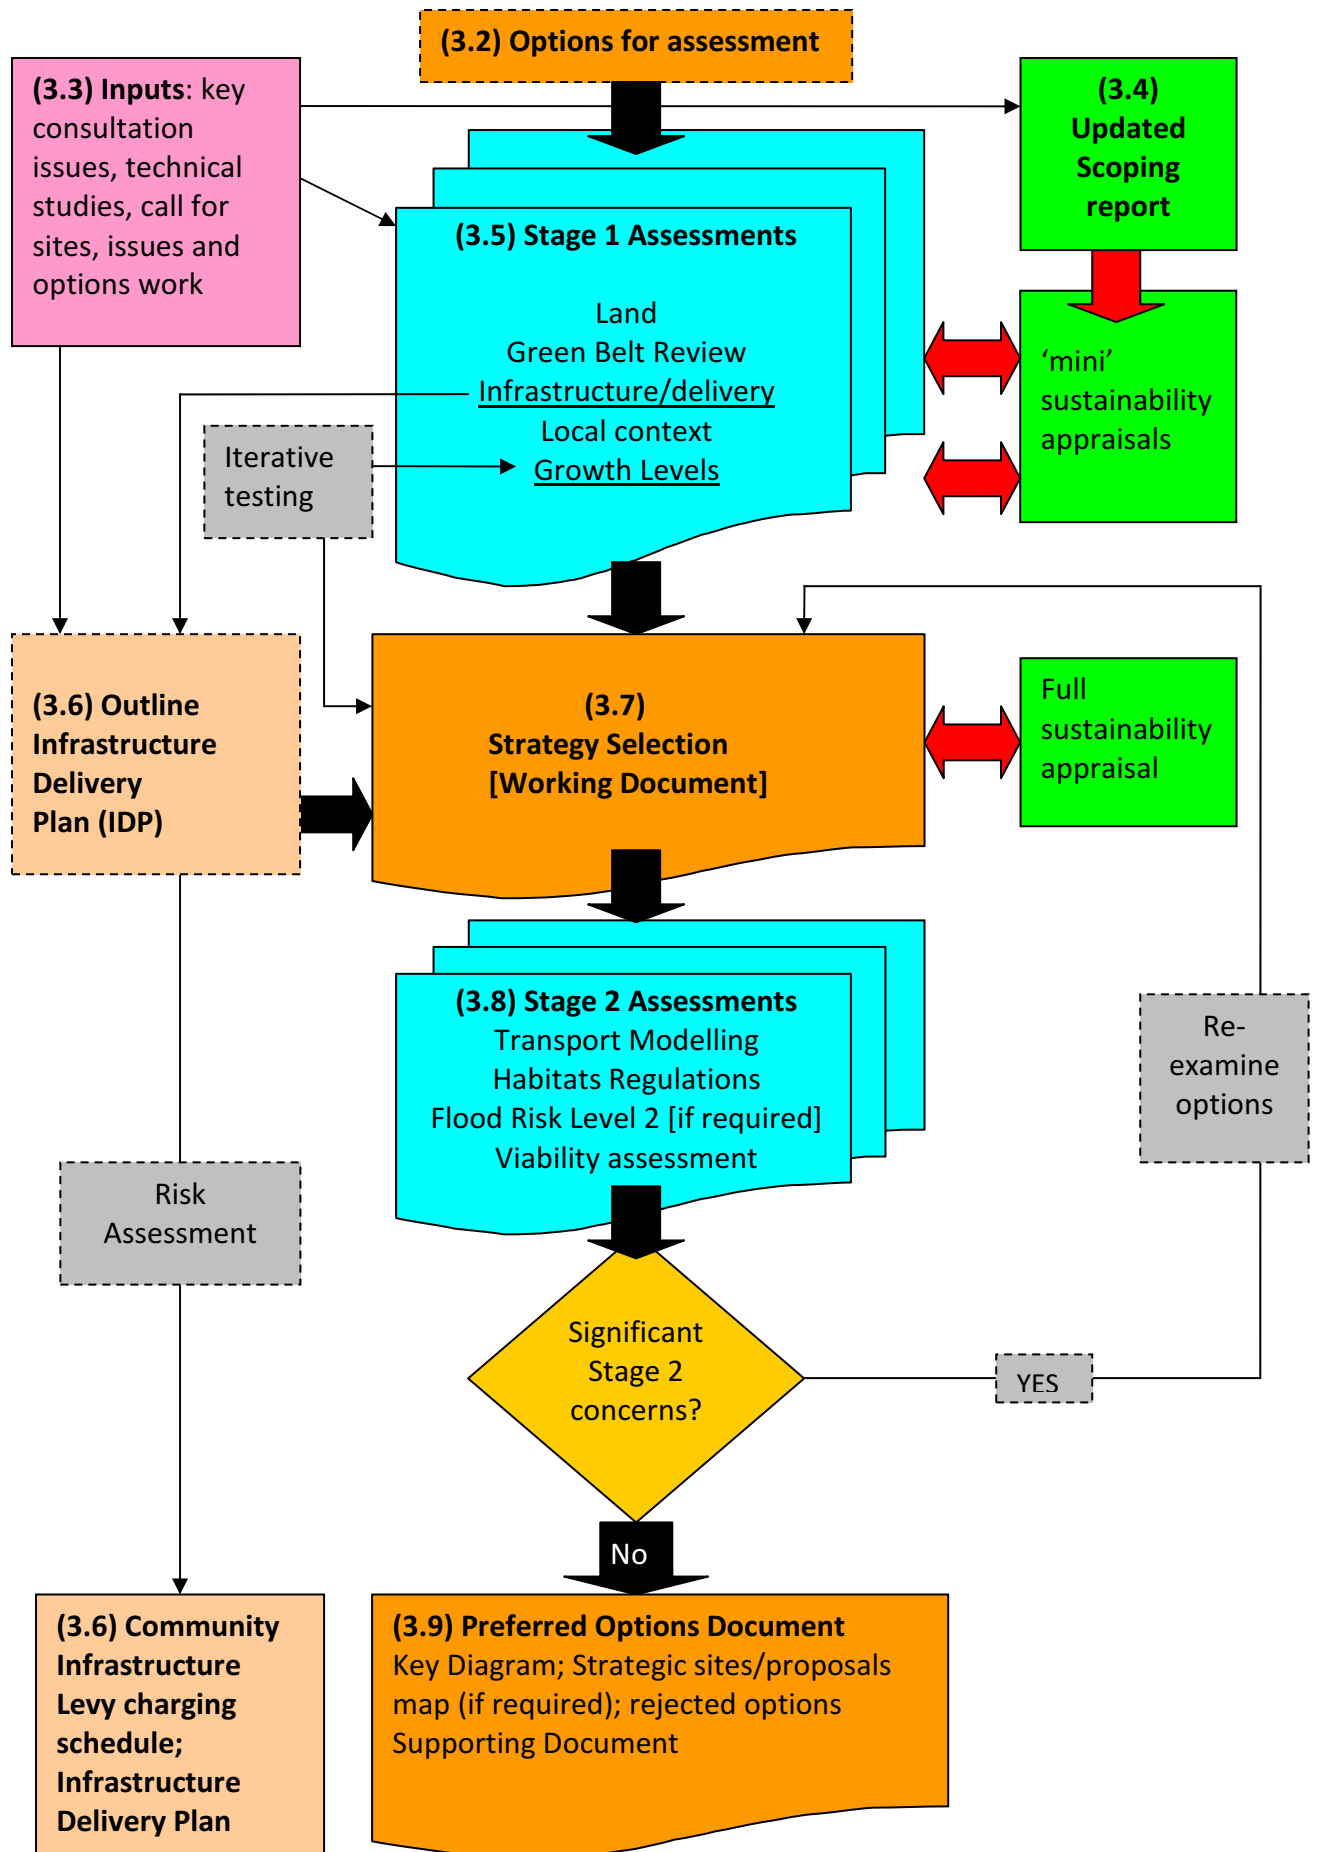 (3.2) Options for assessment
(3.3) Inputs: key
consultation
issues, technical
studies, call for
sites, issues and
options work
(3.4)
Updated
Scoping
report
(3.5) Stage 1 Assessments
Land
Green Belt Review
Infrastructure/delivery
Local context
Growth Levels
‘mini’
sustainability
appraisals
Iterative
testing
(3.6) Outline
Infrastructure
Delivery
Plan (IDP)
(3.7)
Strategy Selection
[Working Document]
Full
sustainability
appraisal
(3.8) Stage 2 Assessments
Transport Modelling
Habitats Regulations
Flood Risk Level 2 [if required]
Viability assessment
Re-
examine
options
Risk
Assessment
Significant
Stage 2
concerns?
YES
No
(3.6) Community
Infrastructure
Levy charging
schedule;
Infrastructure
Delivery Plan
(3.9) Preferred Options Document
Key Diagram; Strategic sites/proposals
map (if required); rejected options
Supporting Document